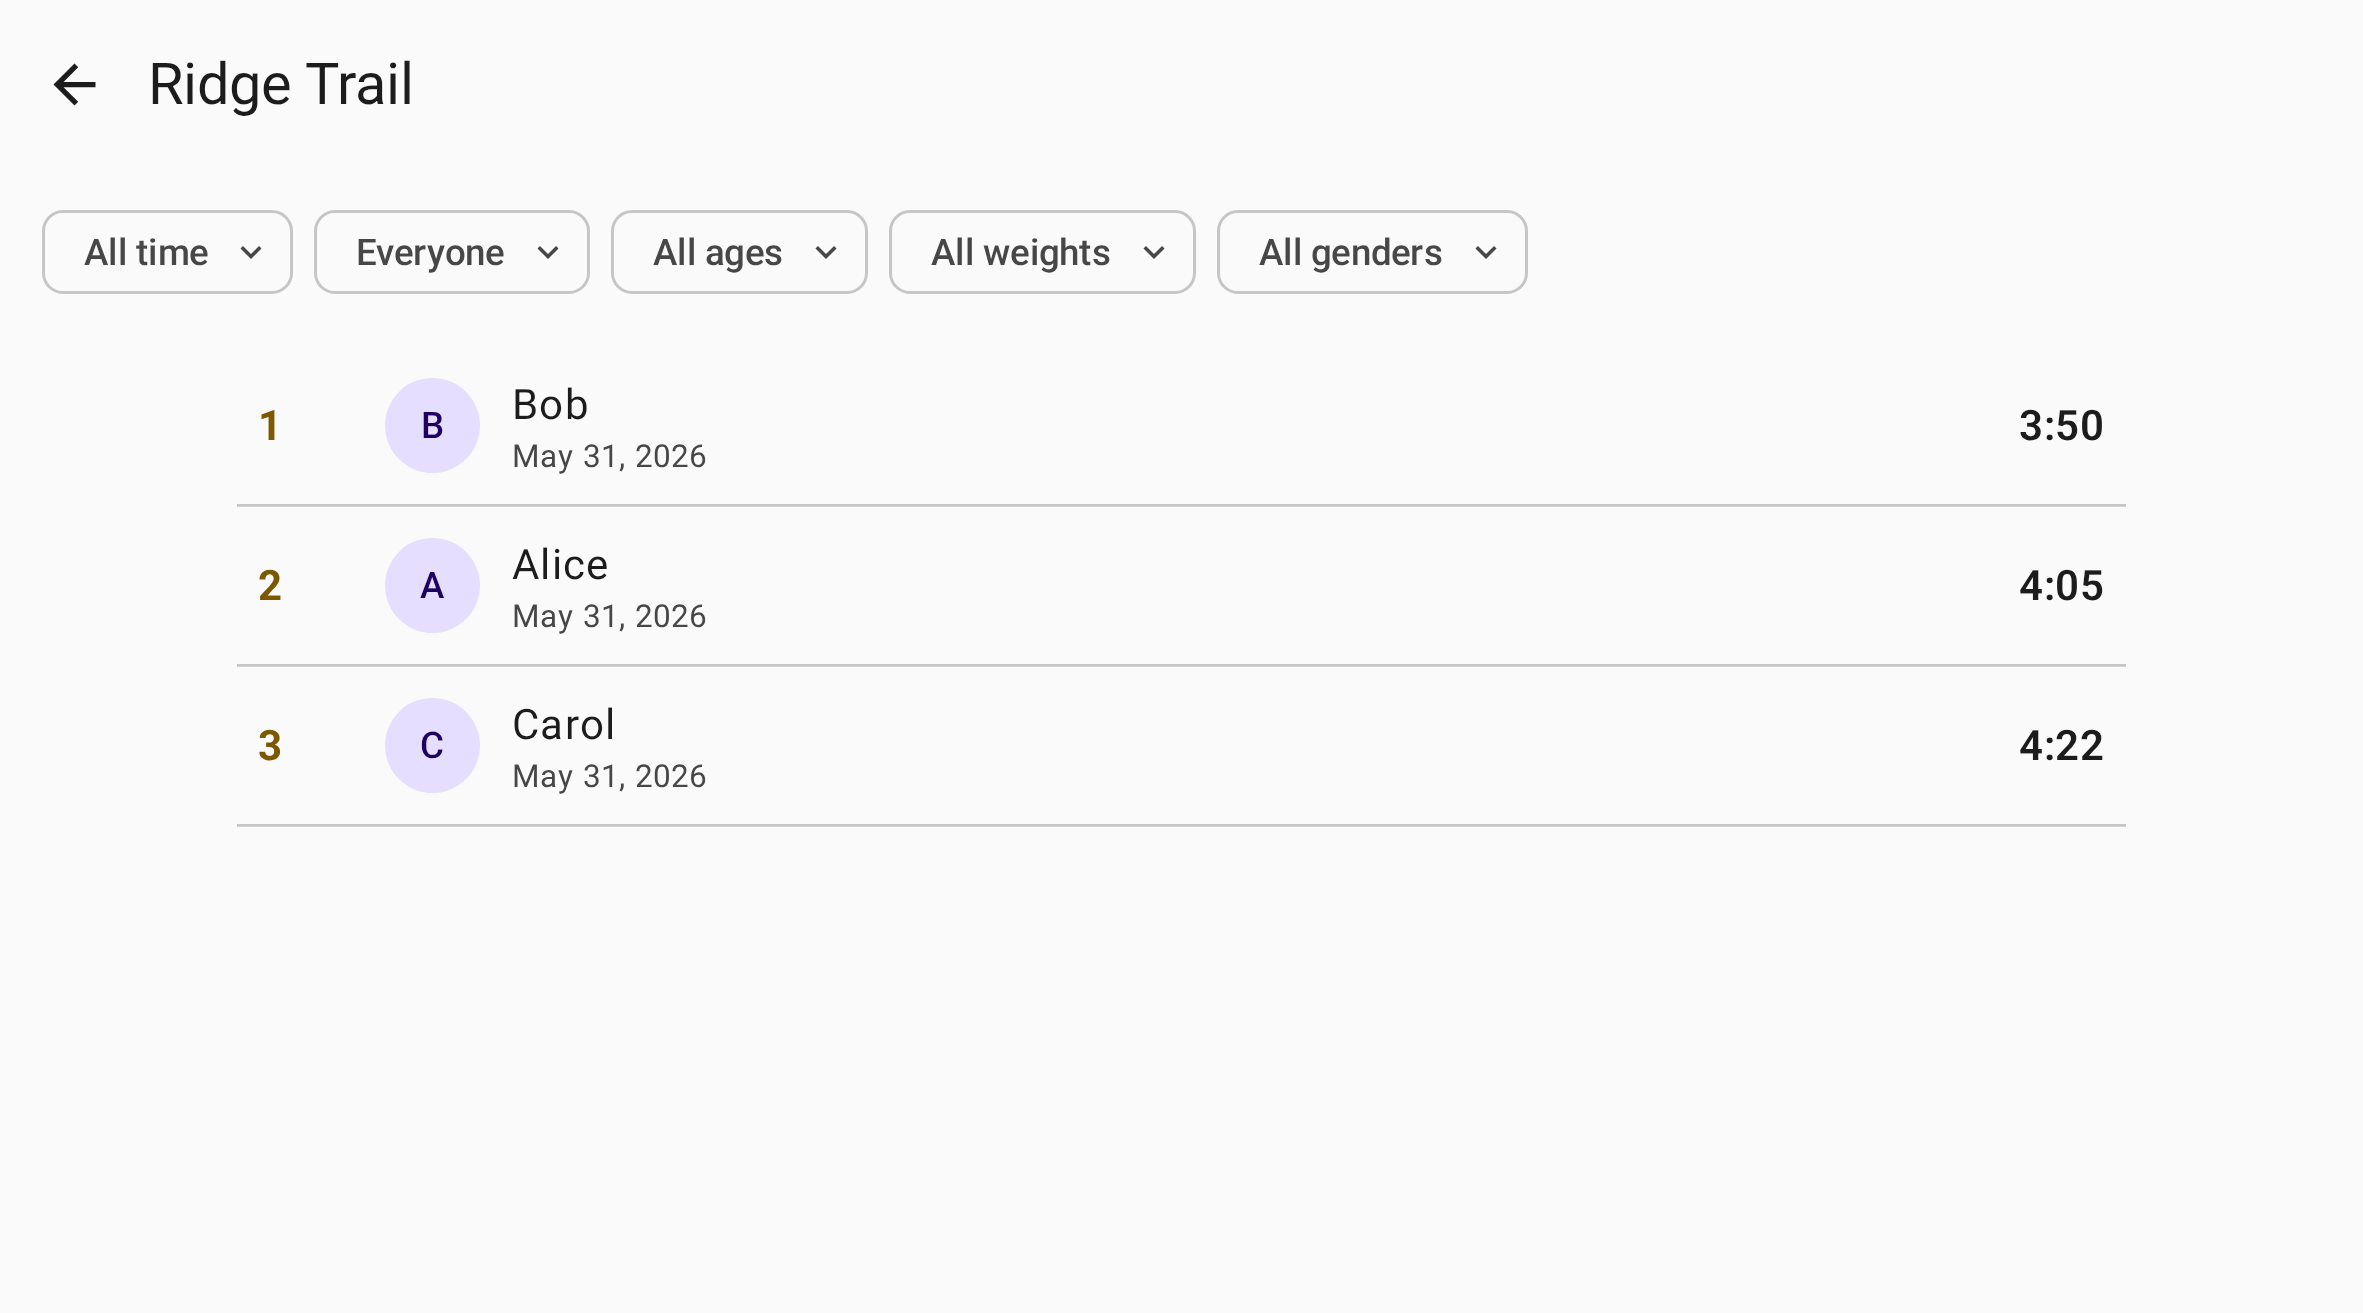 Ridge Trail
All time Everyone All ages All weights All genders
1 B Bob 3:50
May 31, 2026
2 A Alice 4:05
May 31, 2026
3 C Carol 4:22
May 31, 2026